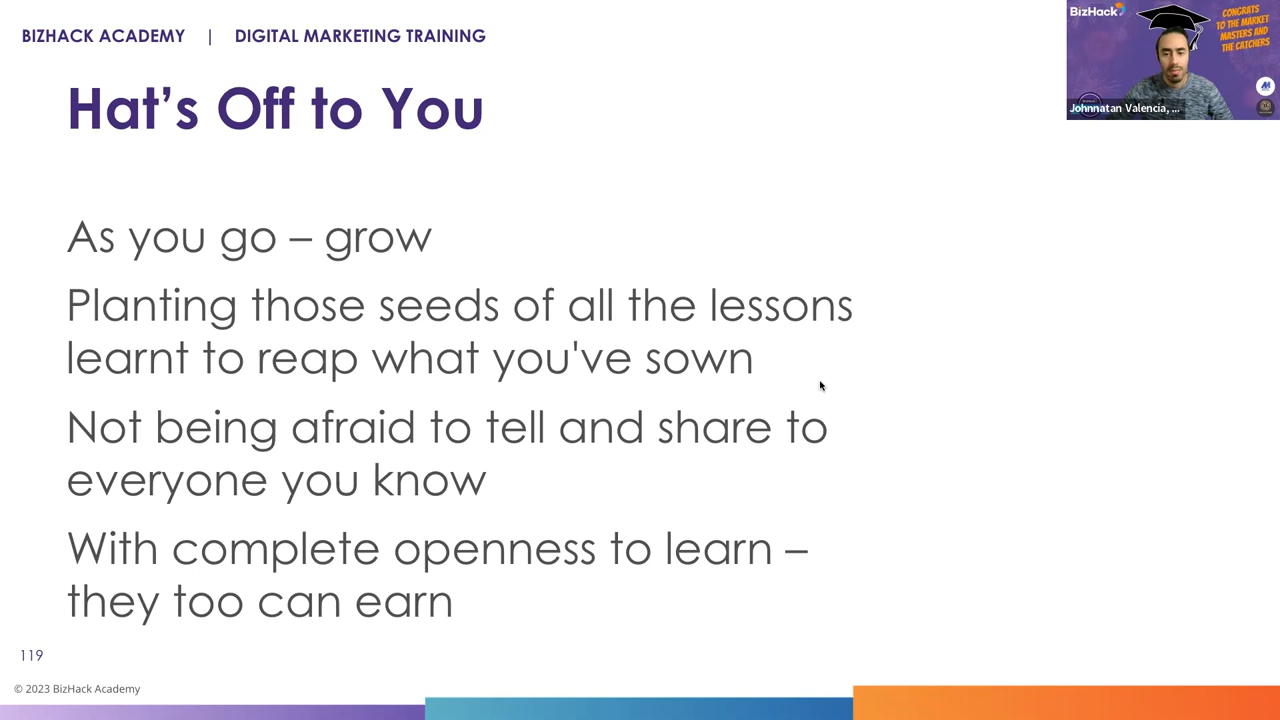 BIZHACK ACADEMY | DIGITAL MARKETING TRAINING
BizHack
CONGRATS
TO THE MARKET
MASTERS AND
THE CATCHERS
Johnnatan Valencia, ...
Hat’s Off to You
As you go – grow
Planting those seeds of all the lessons
learnt to reap what you've sown
Not being afraid to tell and share to
everyone you know
With complete openness to learn –
they too can earn
119
© 2023 BizHack Academy